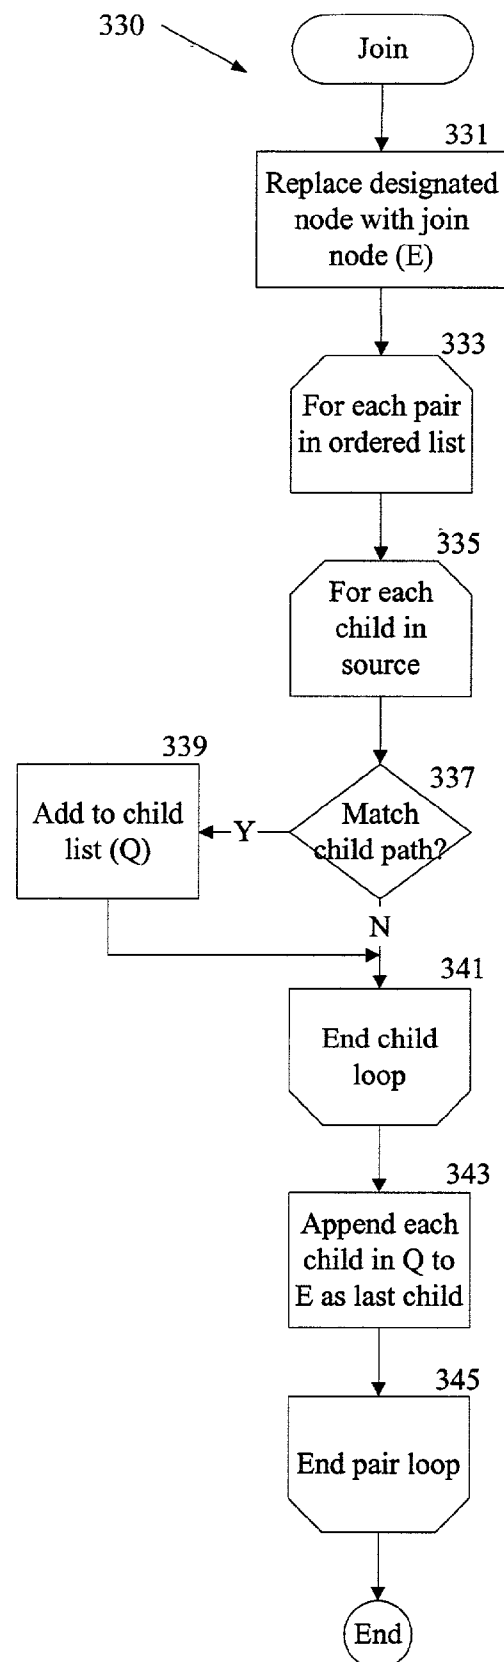 330
Join
331
Replace designated
node with join
node (E)
333
For each pair
in ordered list
335
For each
child in
source
339
337
Add to child
list (Q)
Y
Match
child path?
N
341
End child
loop
343
Append each
child in Q to
E as last child
345
End pair loop
End